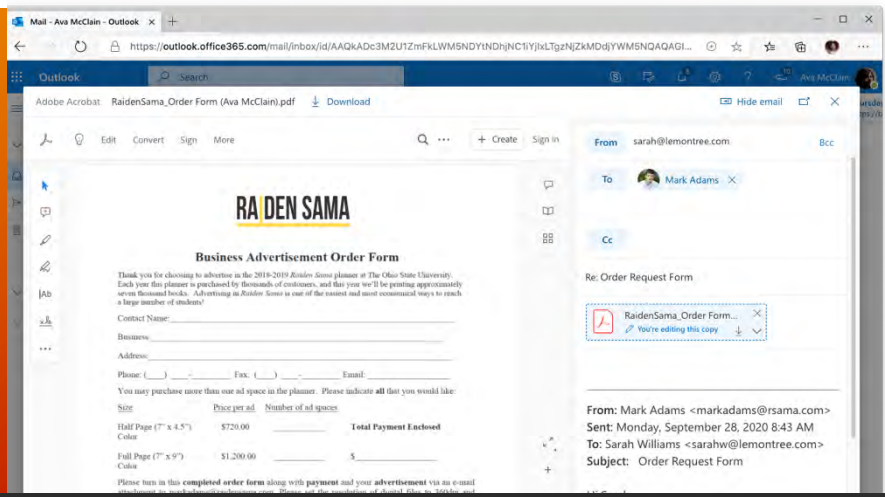 Mail - Ava McClain - Outlook
https://outlook.office365.com/mail/inbox/id/
Outlook
Search
Ava McClain
Adobe Acrobat RaidenSama_Order Form (Ava McClain).pdf Download
Hide email
Edit Convert Sign More
+ Create Sign In
RAIDEN SAMA
Business Advertisement Order Form
Thank you for choosing to advertise in the 2018-2019 Raiden Sama planner at The Ohio State University.
Each year this planner is purchased by thousands of customers, and this year we'll be printing approximately
seven thousand books. Advertising in Raiden Sama is one of the easiest and most economical ways to reach
a large number of students!
Contact Name:
Business:
Address:
Phone: (___) ____-______ Fax: (___) ____-______ Email:
You may purchase more than one ad space in the planner. Please indicate all that you would like:
Size Price per ad Number of ad spaces
Half Page (7" x 4.5") $720.00 Total Payment Enclosed
Color
Full Page (7" x 9") $1,200.00 $
Color
Please turn in this completed order form along with payment and your advertisement via an e-mail
From sarah@lemontree.com Bcc
To Mark Adams
Cc
Re: Order Request Form
RaidenSama_Order Form...
You're editing this copy
From: Mark Adams <markadams@rsama.com>
Sent: Monday, September 28, 2020 8:43 AM
To: Sarah Williams <sarahw@lemontree.com>
Subject: Order Request Form